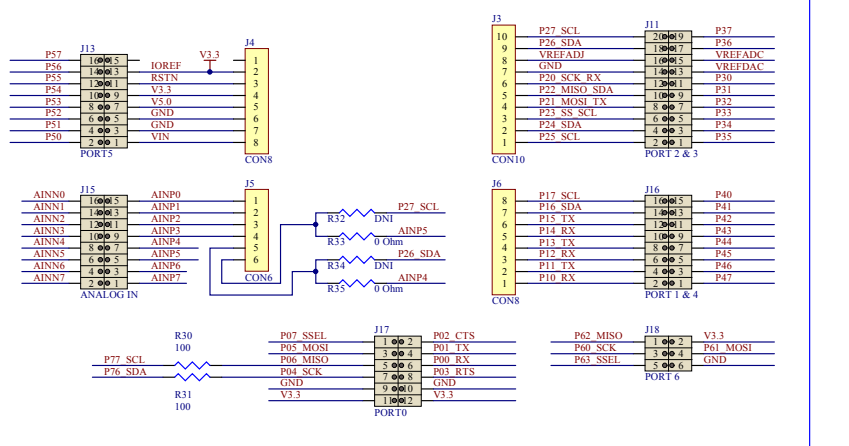 J13
P57 16 15
P56 14 13 IOREF
P55 12 11 RSTN
P54 10 9 V3.3
P53 8 7 V5.0
P52 6 5 GND
P51 4 3 GND
P50 2 1 VIN
PORT5
V3.3
J4
1
2
3
4
5
6
7
8
CON8
J3
10 P27_SCL
9 P26_SDA
8 VREFADJ
7 GND
6 P20_SCK_RX
5 P22_MISO_SDA
4 P21_MOSI_TX
3 P23_SS_SCL
2 P24_SDA
1 P25_SCL
CON10
J11
20 19 P37
18 17 P36
16 15 VREFADC
14 13 VREFDAC
12 11 P30
10 9 P31
8 7 P32
6 5 P33
4 3 P34
2 1 P35
PORT 2 & 3
J15
AINN0 16 15 AINP0
AINN1 14 13 AINP1
AINN2 12 11 AINP2
AINN3 10 9 AINP3
AINN4 8 7 AINP4
AINN5 6 5 AINP5
AINN6 4 3 AINP6
AINN7 2 1 AINP7
ANALOG IN
J5
1
2
3
4
5
6
CON6
P27_SCL
R32 DNI
AINP5
R33 0 Ohm
P26_SDA
R34 DNI
AINP4
R35 0 Ohm
J6
8 P17_SCL
7 P16_SDA
6 P15_TX
5 P14_RX
4 P13_TX
3 P12_RX
2 P11_TX
1 P10_RX
CON8
J16
16 15 P40
14 13 P41
12 11 P42
10 9 P43
8 7 P44
6 5 P45
4 3 P46
2 1 P47
PORT 1 & 4
R30
100
P77_SCL
P76_SDA
R31
100
J17
P07_SSEL 1 2 P02_CTS
P05_MOSI 3 4 P01_TX
P06_MISO 5 6 P00_RX
P04_SCK 7 8 P03_RTS
GND 9 10 GND
V3.3 11 12 V3.3
PORT0
J18
P62_MISO 1 2 V3.3
P60_SCK 3 4 P61_MOSI
P63_SSEL 5 6 GND
PORT 6